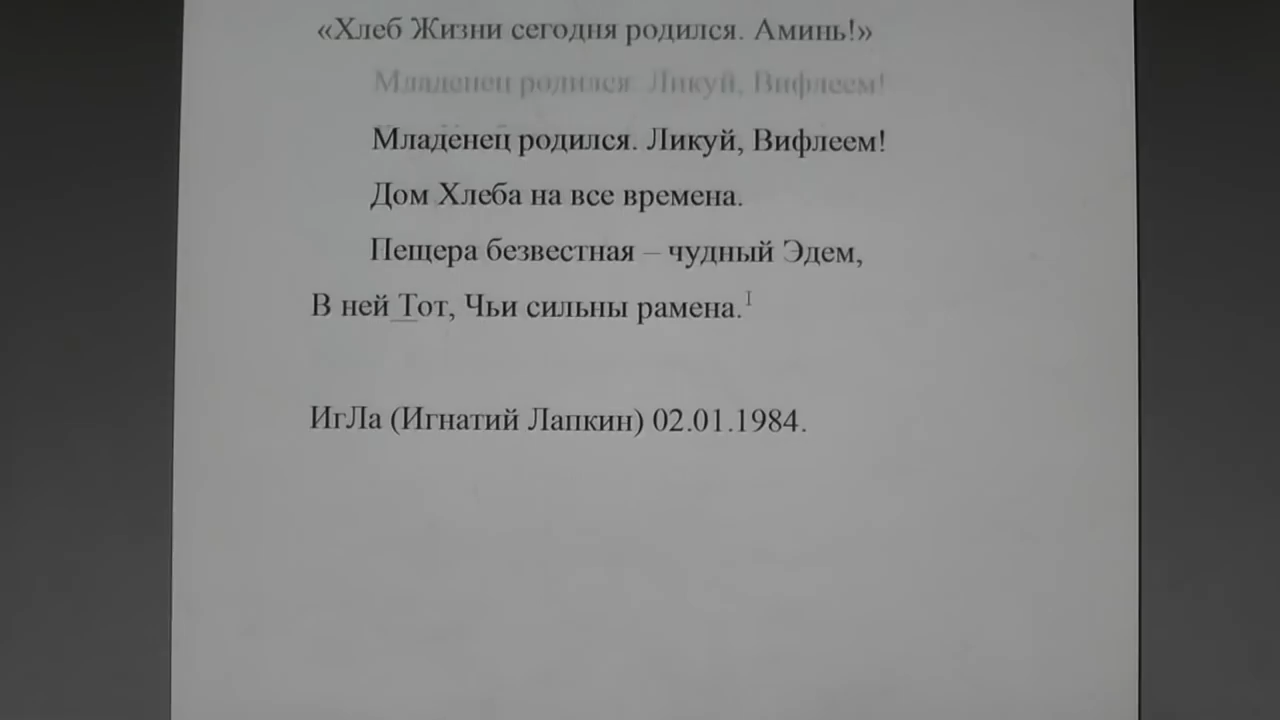 «Хлеб Жизни сегодня родился. Аминь!»
Младенец родился. Ликуй, Вифлеем!
Младенец родился. Ликуй, Вифлеем!
Дом Хлеба на все времена.
Пещера безвестная – чудный Эдем,
В ней Тот, Чьи сильны рамена.
ИгЛа (Игнатий Лапкин) 02.01.1984.